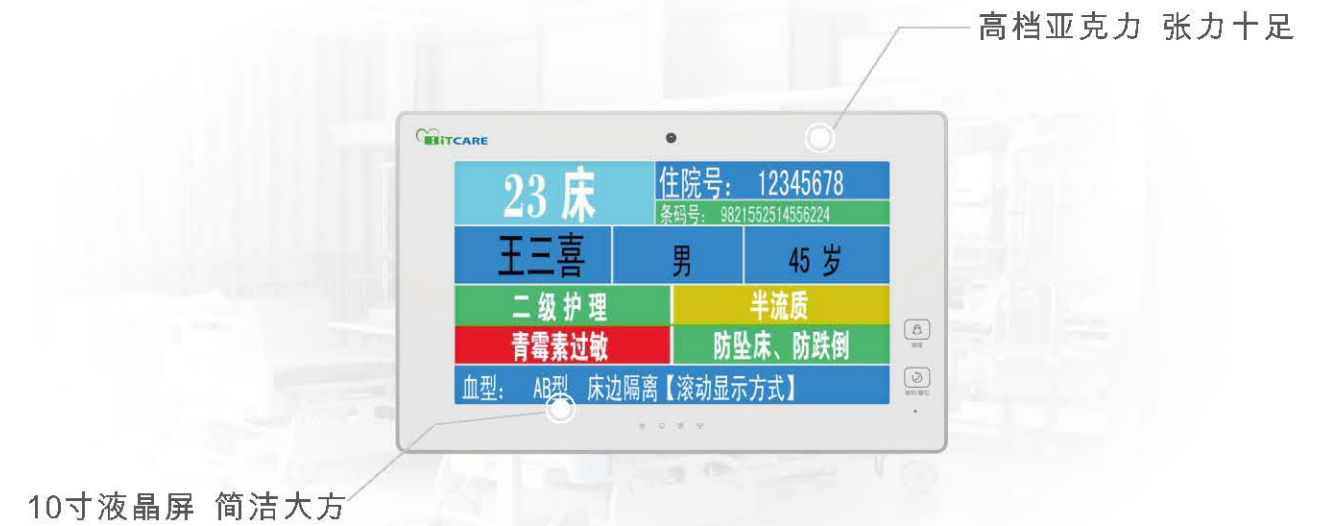 高档亚克力 张力十足
iTCARE
23 床
住院号： 12345678
条码号： 9821552514556224
王三喜 男 45 岁
二级护理 半流质
青霉素过敏 防坠床、防跌倒
血型： AB型 床边隔离【滚动显示方式】
10寸液晶屏 简洁大方